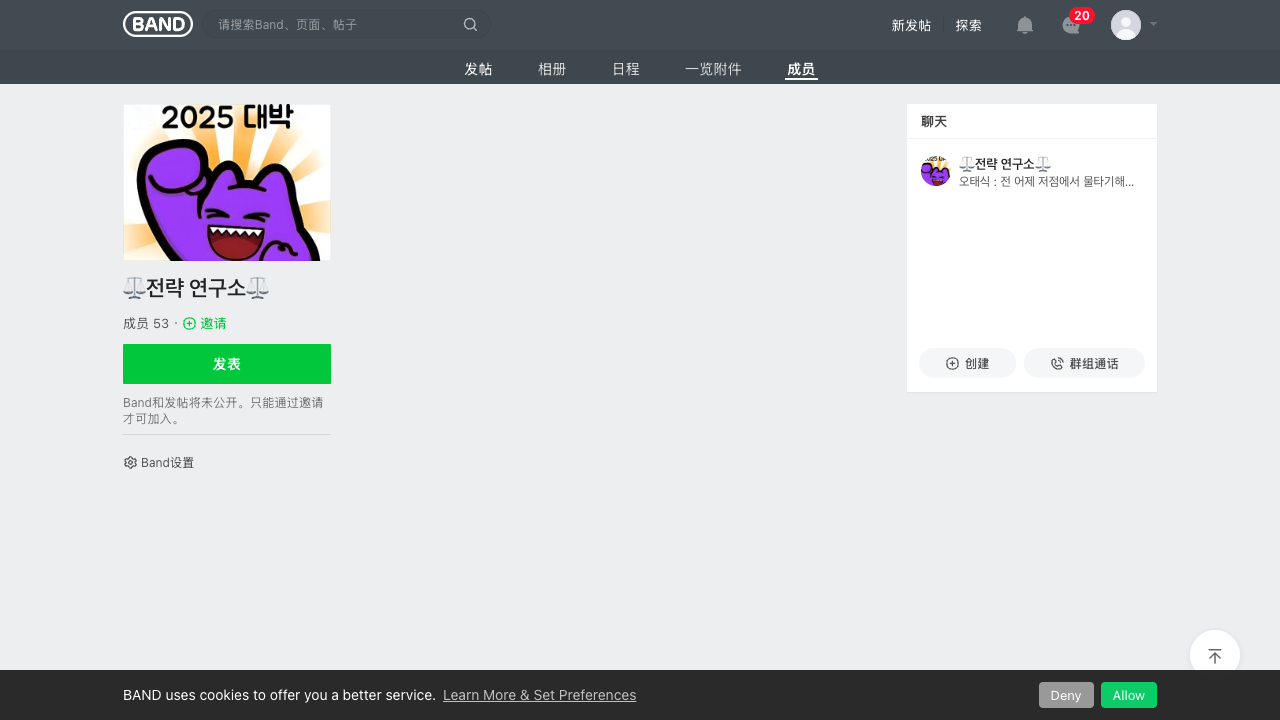 BAND
请搜索Band、页面、帖子
新发帖
探索
20
发帖
相册
日程
一览附件
成员
2025 대박
⚖️전략 연구소⚖️
成员 53 · 邀请
发表
Band和发帖将未公开。只能通过邀请
才可加入。
Band设置
聊天
⚖️전략 연구소⚖️
오태식 : 전 어제 저점에서 물타기해...
创建
群组通话
BAND uses cookies to offer you a better service. Learn More & Set Preferences
Deny
Allow